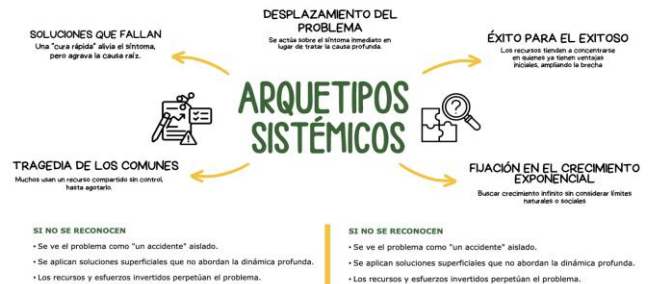 DESPLAZAMIENTO DEL
PROBLEMA
Se actúa sobre el síntoma inmediato en
lugar de tratar la causa profunda.
SOLUCIONES QUE FALLAN
Una "cura rápida" alivia el síntoma,
pero agrava la causa raíz.
ÉXITO PARA EL EXITOSO
Los recursos tienden a concentrarse
en quienes ya tienen ventajas
iniciales, ampliando la brecha
ARQUETIPOS
SISTÉMICOS
TRAGEDIA DE LOS COMUNES
Muchos usan un recurso compartido sin control,
hasta agotarlo.
FIJACIÓN EN EL CRECIMIENTO
EXPONENCIAL
Buscar crecimiento infinito sin considerar límites
naturales o sociales
SI NO SE RECONOCEN
• Se ve el problema como "un accidente" aislado.
• Se aplican soluciones superficiales que no abordan la dinámica profunda.
• Los recursos y esfuerzos invertidos perpetúan el problema.
SI NO SE RECONOCEN
• Se ve el problema como "un accidente" aislado.
• Se aplican soluciones superficiales que no abordan la dinámica profunda.
• Los recursos y esfuerzos invertidos perpetúan el problema.